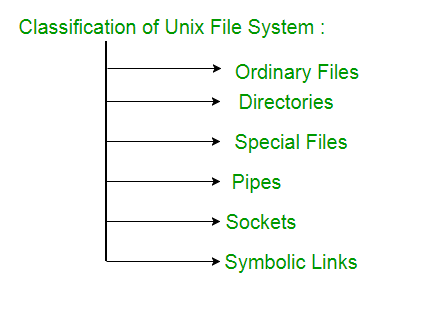 Classification of Unix File System :
Ordinary Files
Directories
Special Files
Pipes
Sockets
Symbolic Links